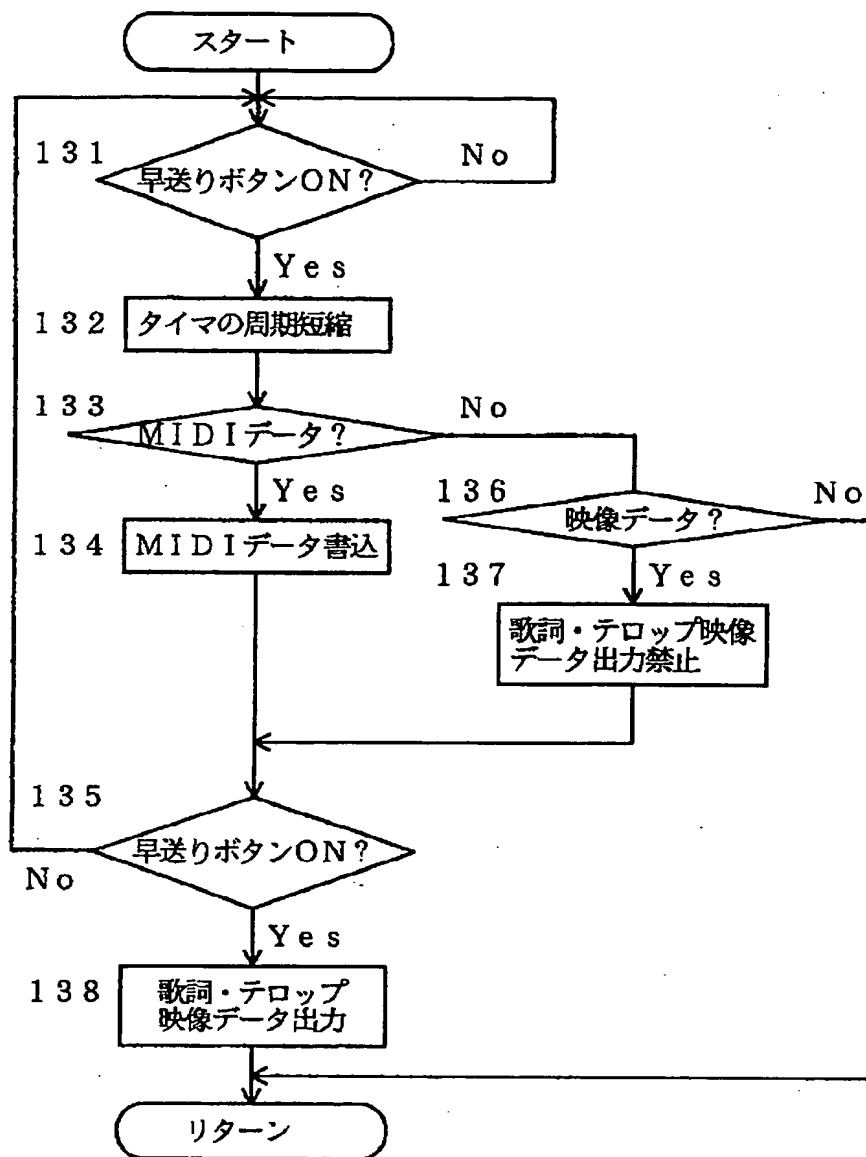 スタート
131
早送りボタンON?
No
Yes
132
タイマの周期短縮
133
MIDIデータ?
No
Yes
134
MIDIデータ書込
136
映像データ?
No
137
Yes
歌詞・テロップ映像
データ出力禁止
135
早送りボタンON?
No
Yes
138
歌詞・テロップ
映像データ出力
リターン